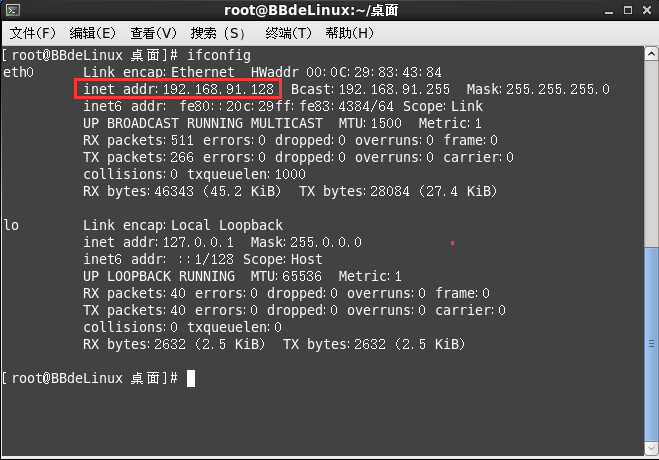 root@BBdeLinux:~/桌面
文件(F) 编辑(E) 查看(V) 搜索 (S) 终端(T) 帮助(H)
[root@BBdeLinux 桌面]# ifconfig
eth0 Link encap:Ethernet HWaddr 00:0C:29:83:43:84
inet addr:192.168.91.128 Bcast:192.168.91.255 Mask:255.255.255.0
inet6 addr: fe80::20c:29ff:fe83:4384/64 Scope:Link
UP BROADCAST RUNNING MULTICAST MTU:1500 Metric:1
RX packets:511 errors:0 dropped:0 overruns:0 frame:0
TX packets:266 errors:0 dropped:0 overruns:0 carrier:0
collisions:0 txqueuelen:1000
RX bytes:46343 (45.2 KiB) TX bytes:28084 (27.4 KiB)
lo Link encap:Local Loopback
inet addr:127.0.0.1 Mask:255.0.0.0
inet6 addr: ::1/128 Scope:Host
UP LOOPBACK RUNNING MTU:65536 Metric:1
RX packets:40 errors:0 dropped:0 overruns:0 frame:0
TX packets:40 errors:0 dropped:0 overruns:0 carrier:0
collisions:0 txqueuelen:0
RX bytes:2632 (2.5 KiB) TX bytes:2632 (2.5 KiB)
[root@BBdeLinux 桌面]#